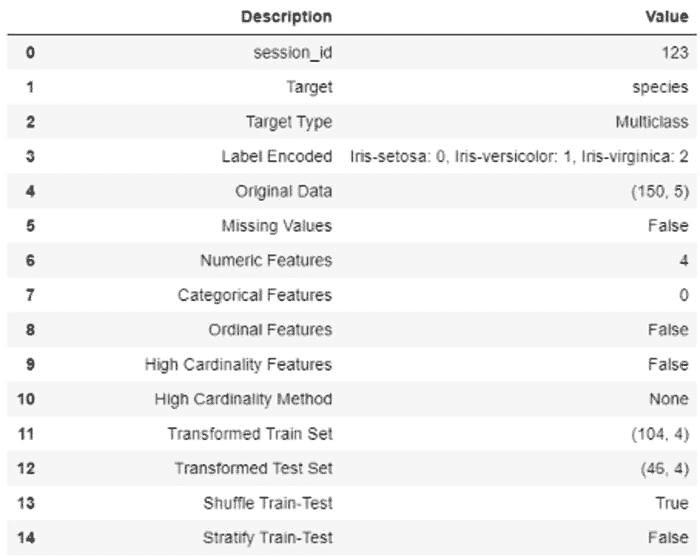 Description Value
0 session_id 123
1 Target species
2 Target Type Multiclass
3 Label Encoded Iris-setosa: 0, Iris-versicolor: 1, Iris-virginica: 2
4 Original Data (150, 5)
5 Missing Values False
6 Numeric Features 4
7 Categorical Features 0
8 Ordinal Features False
9 High Cardinality Features False
10 High Cardinality Method None
11 Transformed Train Set (104, 4)
12 Transformed Test Set (46, 4)
13 Shuffle Train-Test True
14 Stratify Train-Test False